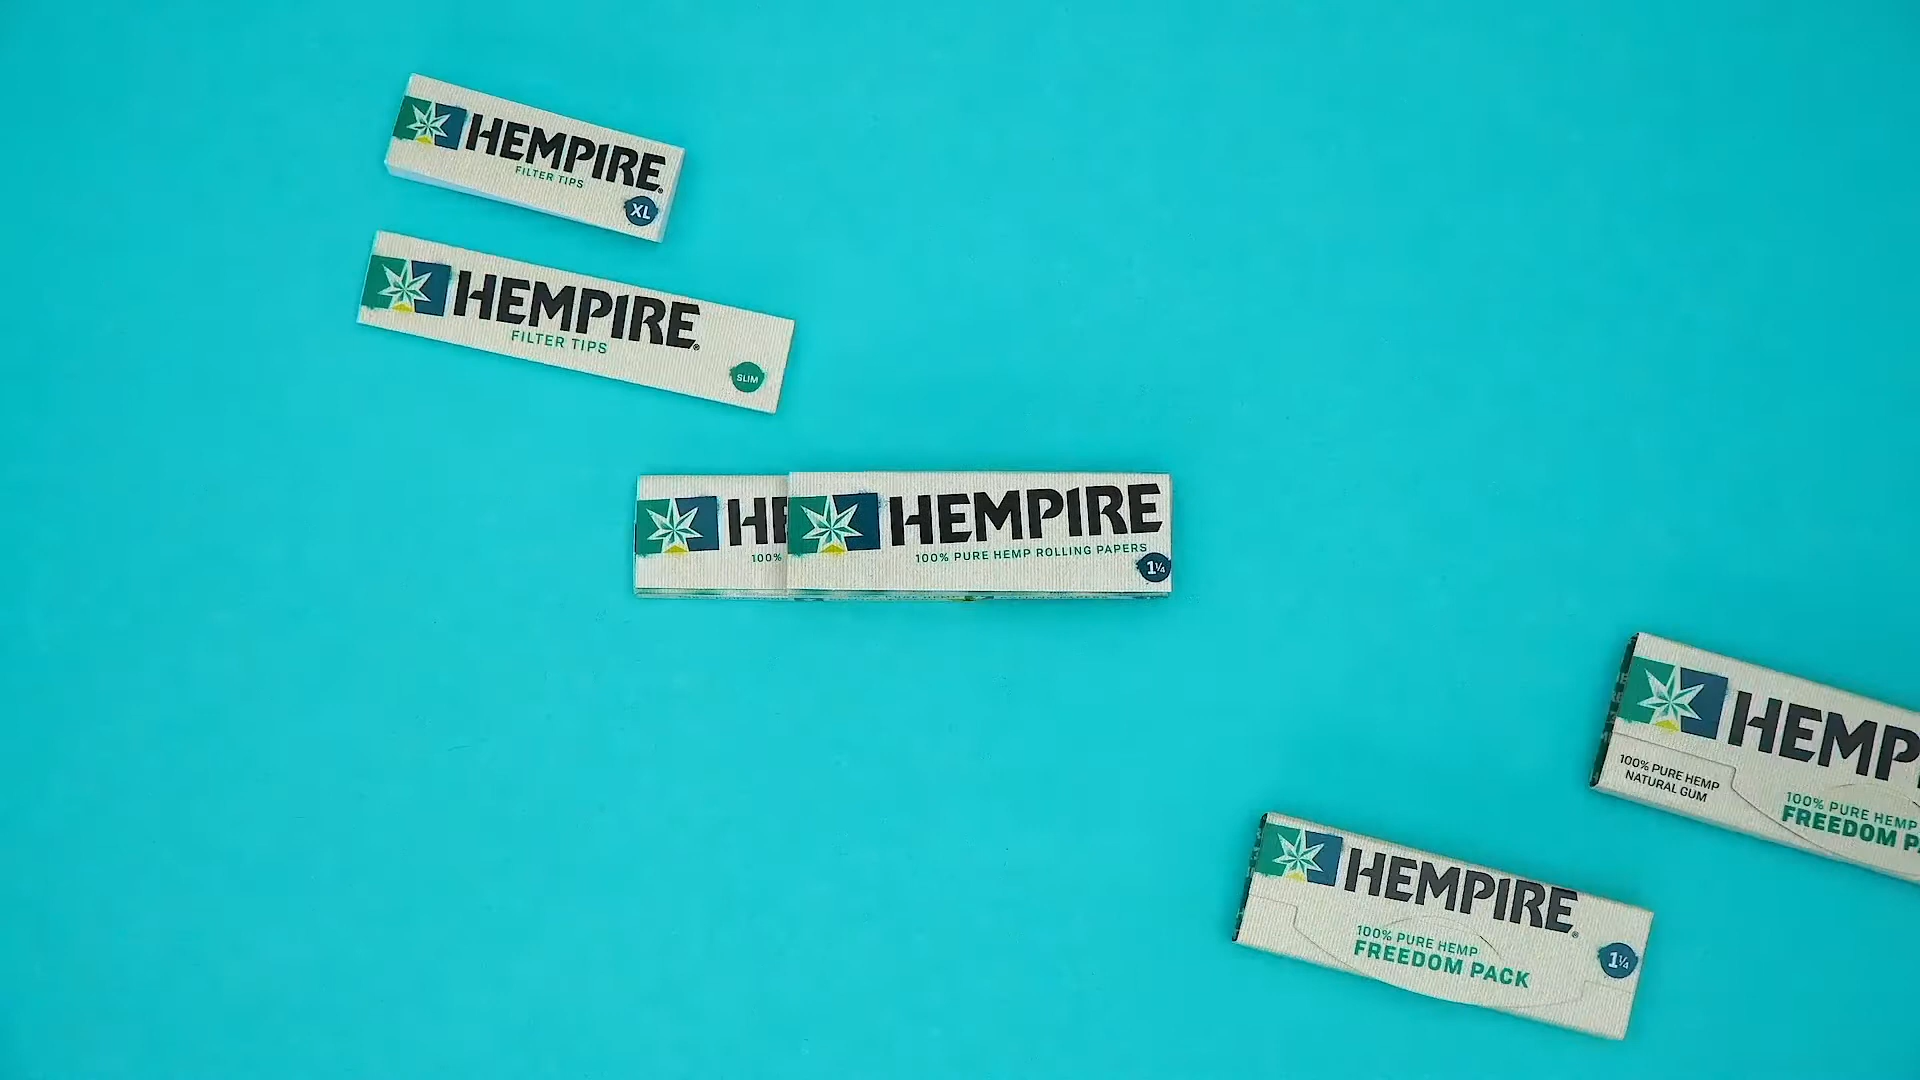 HEMPIRE®
FILTER TIPS
XL
HEMPIRE®
FILTER TIPS
SLIM
HE
100%
HEMPIRE
100% PURE HEMP ROLLING PAPERS
1¼
HEMP
100% PURE HEMP
NATURAL GUM
100% PURE HEMP
FREEDOM PA
HEMPIRE®
100% PURE HEMP
FREEDOM PACK
1¼